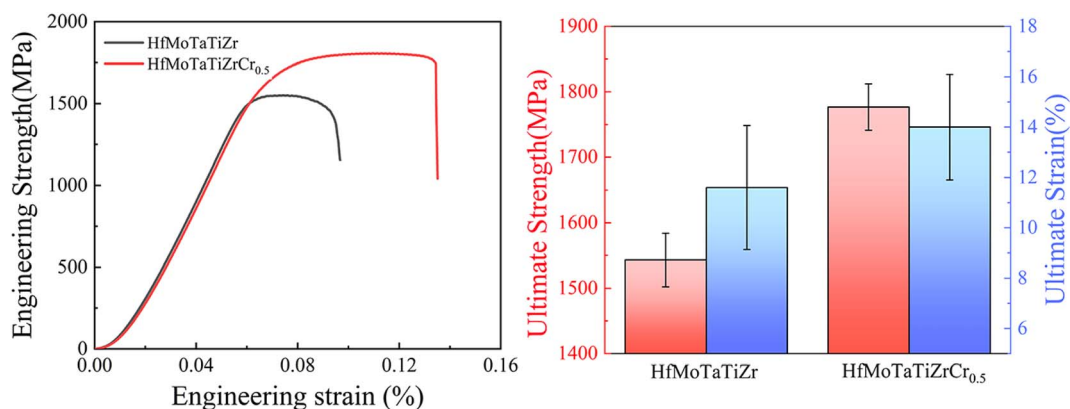 Engineering Strength(MPa)
2000
1500
1000
500
0
HfMoTaTiZr
HfMoTaTiZrCr₀.₅
0.00 0.04 0.08 0.12 0.16
Engineering strain (%)
Ultimate Strength(MPa)
1900
1800
1700
1600
1500
1400
HfMoTaTiZr HfMoTaTiZrCr₀.₅
18
16
14
12
10
8
6
Ultimate Strain(%)